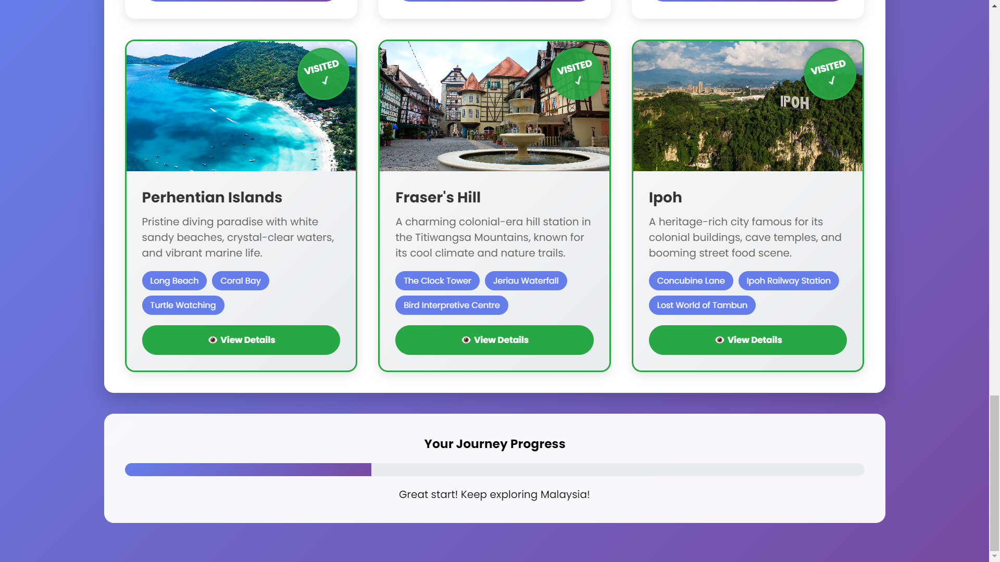 VISITED
✓
VISITED
✓
VISITED
✓
IPOH
Perhentian Islands
Pristine diving paradise with white
sandy beaches, crystal-clear waters,
and vibrant marine life.
Long Beach
Coral Bay
Turtle Watching
View Details
Fraser's Hill
A charming colonial-era hill station in
the Titiwangsa Mountains, known for
its cool climate and nature trails.
The Clock Tower
Jeriau Waterfall
Bird Interpretive Centre
View Details
Ipoh
A heritage-rich city famous for its
colonial buildings, cave temples, and
booming street food scene.
Concubine Lane
Ipoh Railway Station
Lost World of Tambun
View Details
Your Journey Progress
Great start! Keep exploring Malaysia!